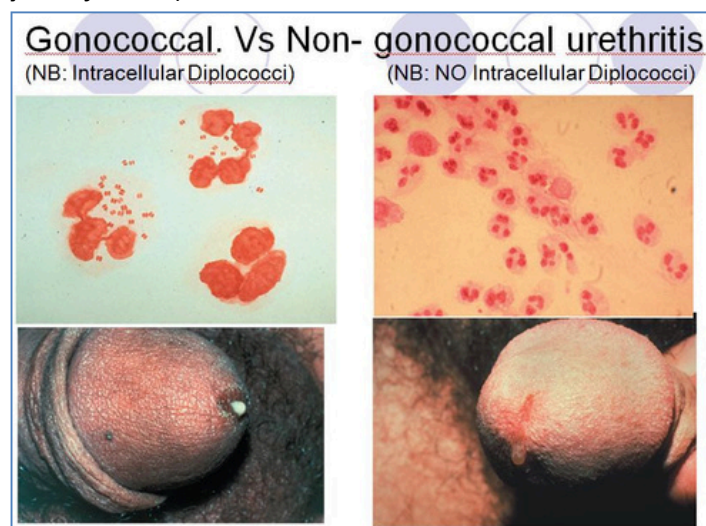 Gonococcal. Vs Non- gonococcal urethritis
(NB: Intracellular Diplococci)
(NB: NO Intracellular Diplococci)